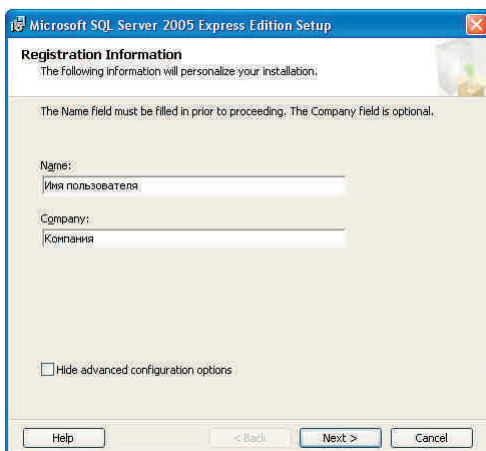 Microsoft SQL Server 2005 Express Edition Setup
Registration Information
The following information will personalize your installation.
The Name field must be filled in prior to proceeding. The Company field is optional.
Name:
Имя пользователя
Company:
Компания
Hide advanced configuration options
Help
< Back
Next >
Cancel